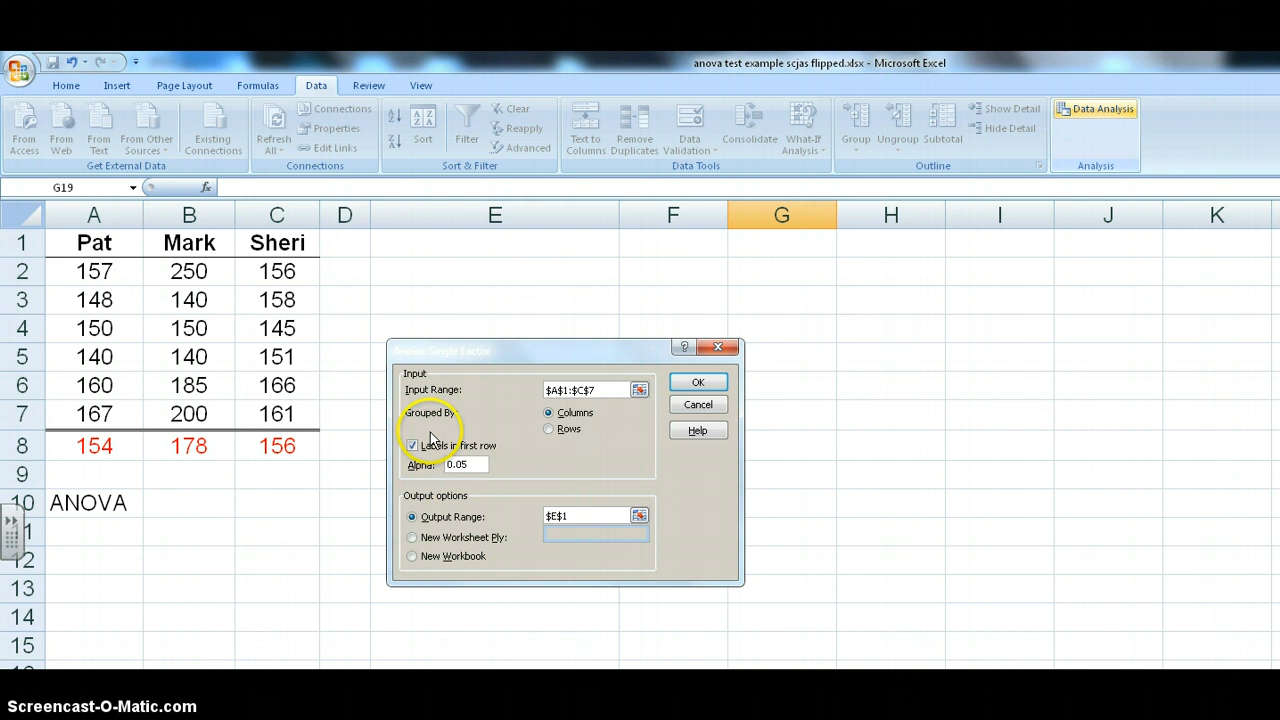 anova test example scjas flipped.xlsx - Microsoft Excel
Home Insert Page Layout Formulas Data Review View
From Access
From Web
From Text
From Other Sources
Existing Connections
Get External Data
Refresh All
Connections
Properties
Edit Links
Connections
Sort
Filter
Clear
Reapply
Advanced
Sort & Filter
Text to Columns
Remove Duplicates
Data Validation
Consolidate
What-If Analysis
Data Tools
Group
Ungroup
Subtotal
Show Detail
Hide Detail
Outline
Data Analysis
Analysis
G19 fx
A B C D E F G H I J K
1 Pat Mark Sheri
2 157 250 156
3 148 140 158
4 150 150 145
5 140 140 151
6 160 185 166
7 167 200 161
8 154 178 156
9
10 ANOVA
1
12
13
14
15
Anova: Single Factor
?
Input
Input Range: $A$1:$C$7
Grouped By: Columns
Rows
Labels in first row
Alpha: 0.05
Output options
Output Range: $E$1
New Worksheet Ply:
New Workbook
OK
Cancel
Help
Screencast-O-Matic.com